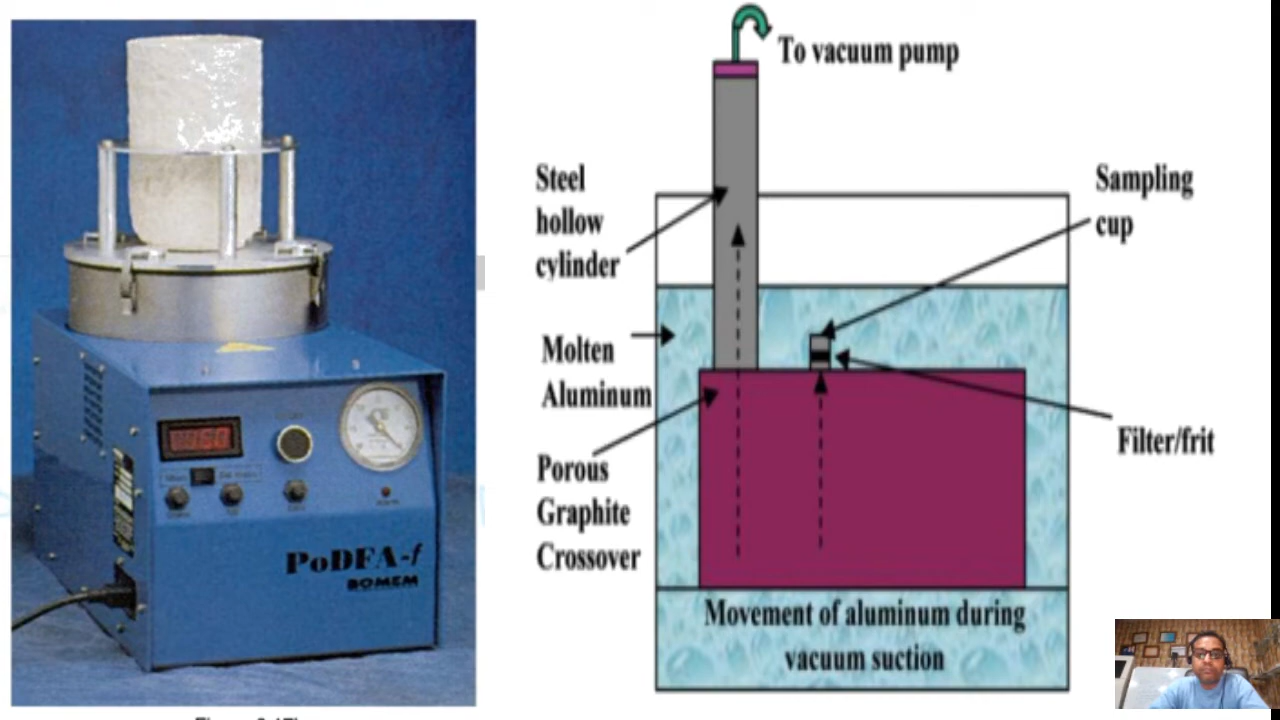 PoDFA-f
BOMEM
To vacuum pump
Steel
hollow
cylinder
Sampling
cup
Molten
Aluminum
Filter/frit
Porous
Graphite
Crossover
Movement of aluminum during
vacuum suction